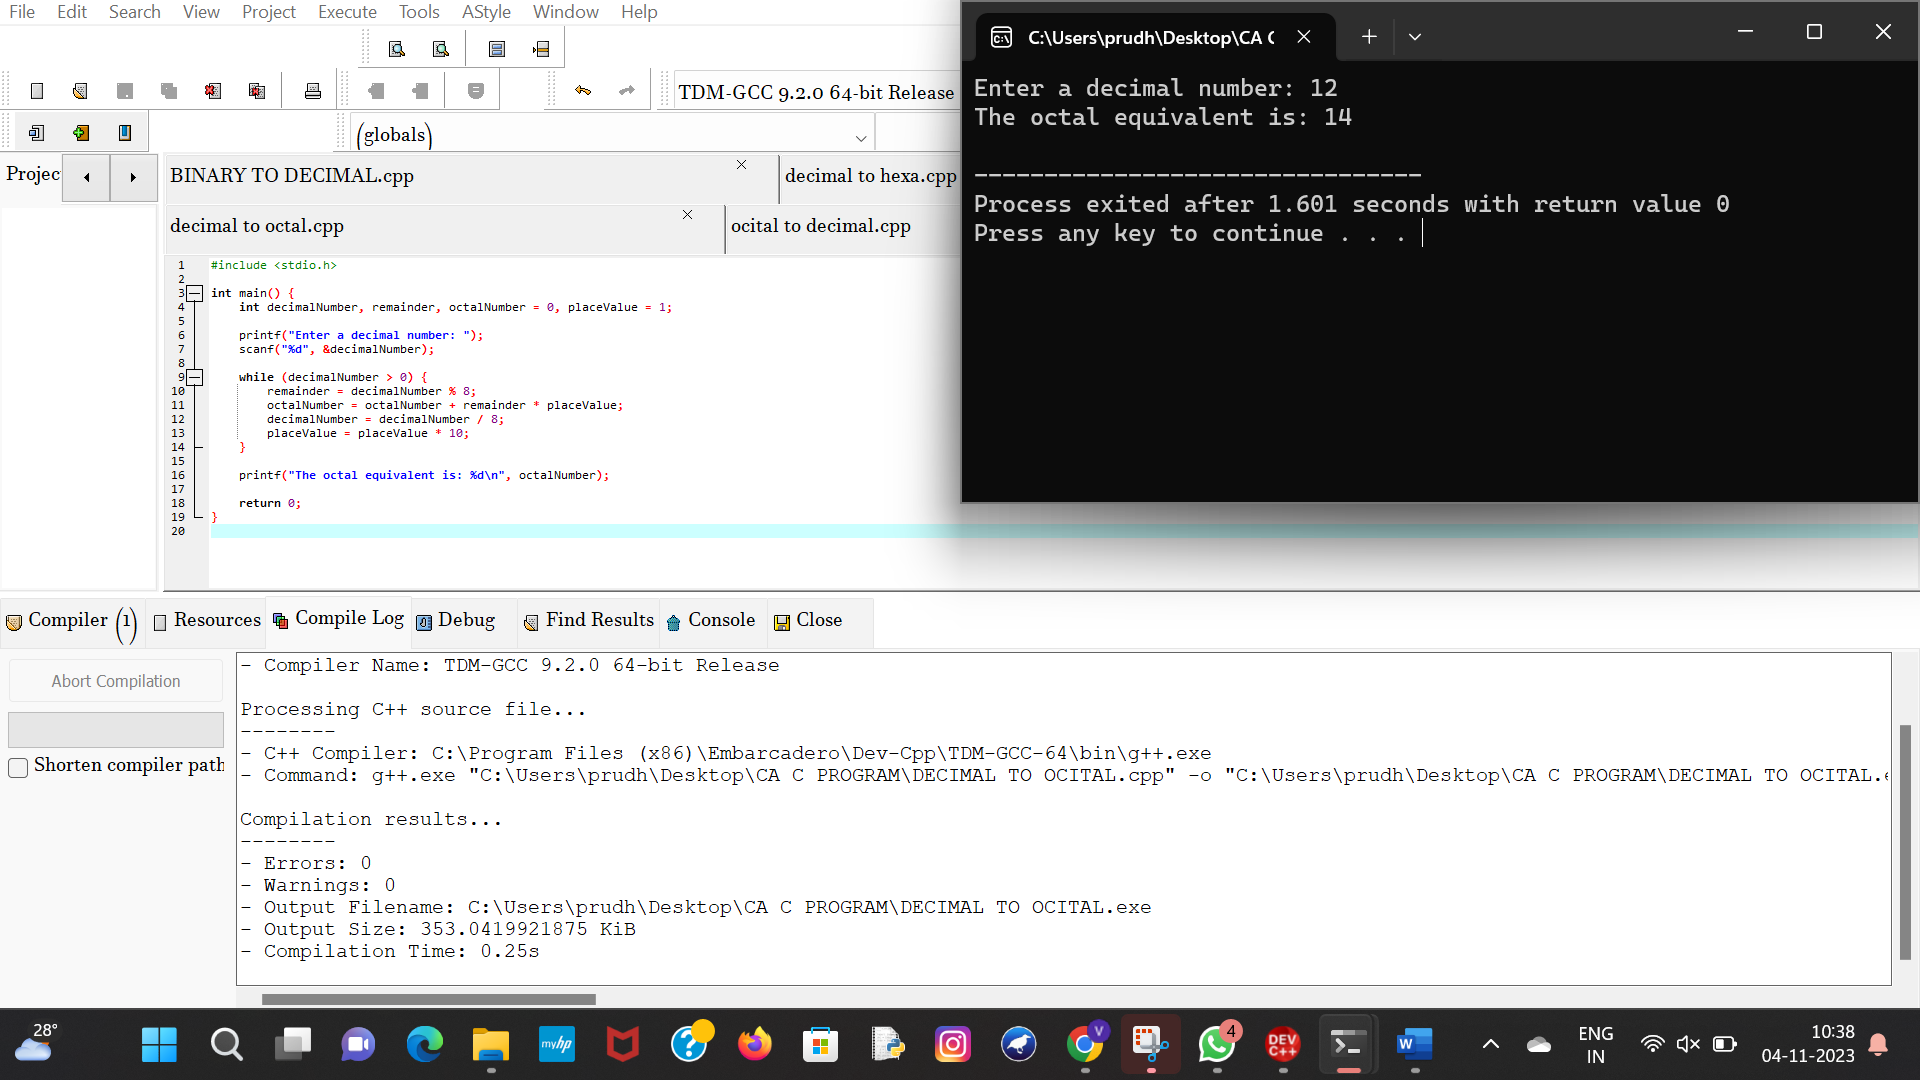 File Edit Search View Project Execute Tools AStyle Window Help
TDM-GCC 9.2.0 64-bit Release
(globals)
Projec
BINARY TO DECIMAL.cpp
decimal to hexa.cpp
decimal to octal.cpp
ocital to decimal.cpp
1 #include <stdio.h>
2
3 int main() {
4 int decimalNumber, remainder, octalNumber = 0, placeValue = 1;
5
6 printf("Enter a decimal number: ");
7 scanf("%d", &decimalNumber);
8
9 while (decimalNumber > 0) {
10 remainder = decimalNumber % 8;
11 octalNumber = octalNumber + remainder * placeValue;
12 decimalNumber = decimalNumber / 8;
13 placeValue = placeValue * 10;
14 }
15
16 printf("The octal equivalent is: %d\n", octalNumber);
17
18 return 0;
19 }
20
C:\Users\prudh\Desktop\CA C
Enter a decimal number: 12
The octal equivalent is: 14
--------------------------------
Process exited after 1.601 seconds with return value 0
Press any key to continue . . .
Compiler (1) Resources Compile Log Debug Find Results Console Close
Abort Compilation
Shorten compiler path
- Compiler Name: TDM-GCC 9.2.0 64-bit Release
Processing C++ source file...
--------
- C++ Compiler: C:\Program Files (x86)\Embarcadero\Dev-Cpp\TDM-GCC-64\bin\g++.exe
- Command: g++.exe "C:\Users\prudh\Desktop\CA C PROGRAM\DECIMAL TO OCITAL.cpp" -o "C:\Users\prudh\Desktop\CA C PROGRAM\DECIMAL TO OCITAL.e
Compilation results...
--------
- Errors: 0
- Warnings: 0
- Output Filename: C:\Users\prudh\Desktop\CA C PROGRAM\DECIMAL TO OCITAL.exe
- Output Size: 353.0419921875 KiB
- Compilation Time: 0.25s
28°
myhp
V
4
DEV
C++
W
ENG
IN
10:38
04-11-2023